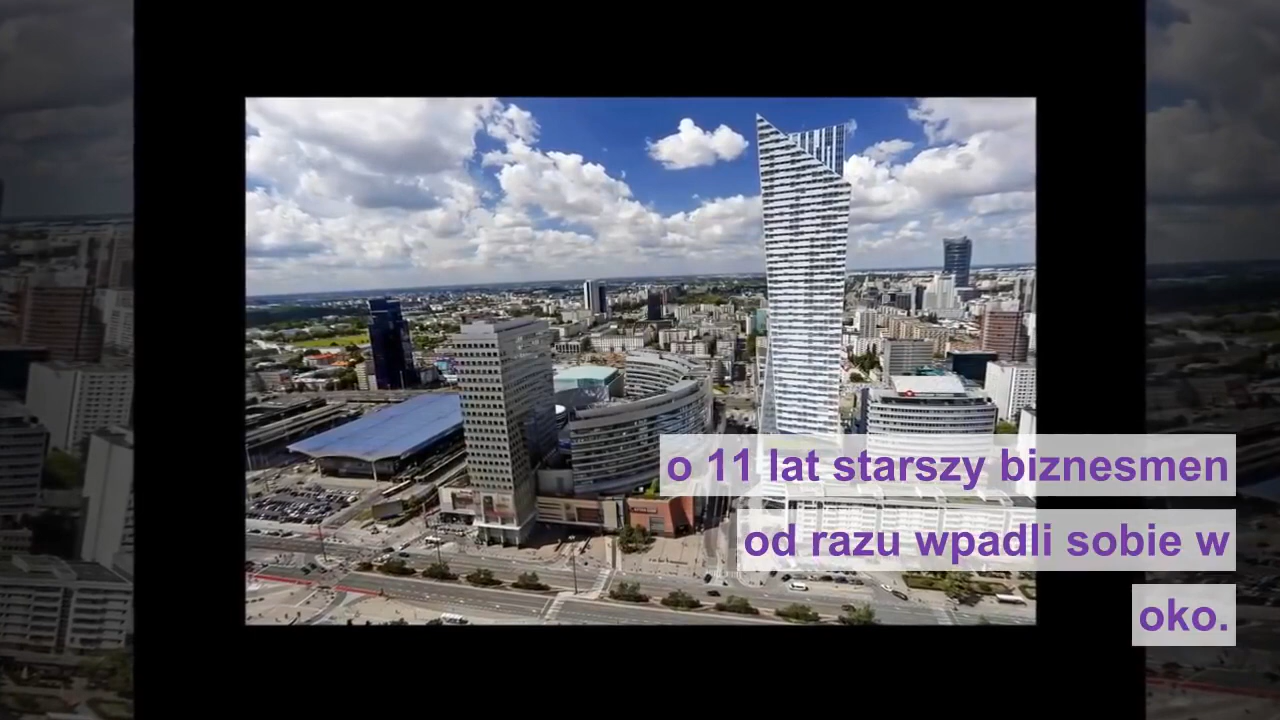 o 11 lat starszy biznesmen
od razu wpadli sobie w
oko.